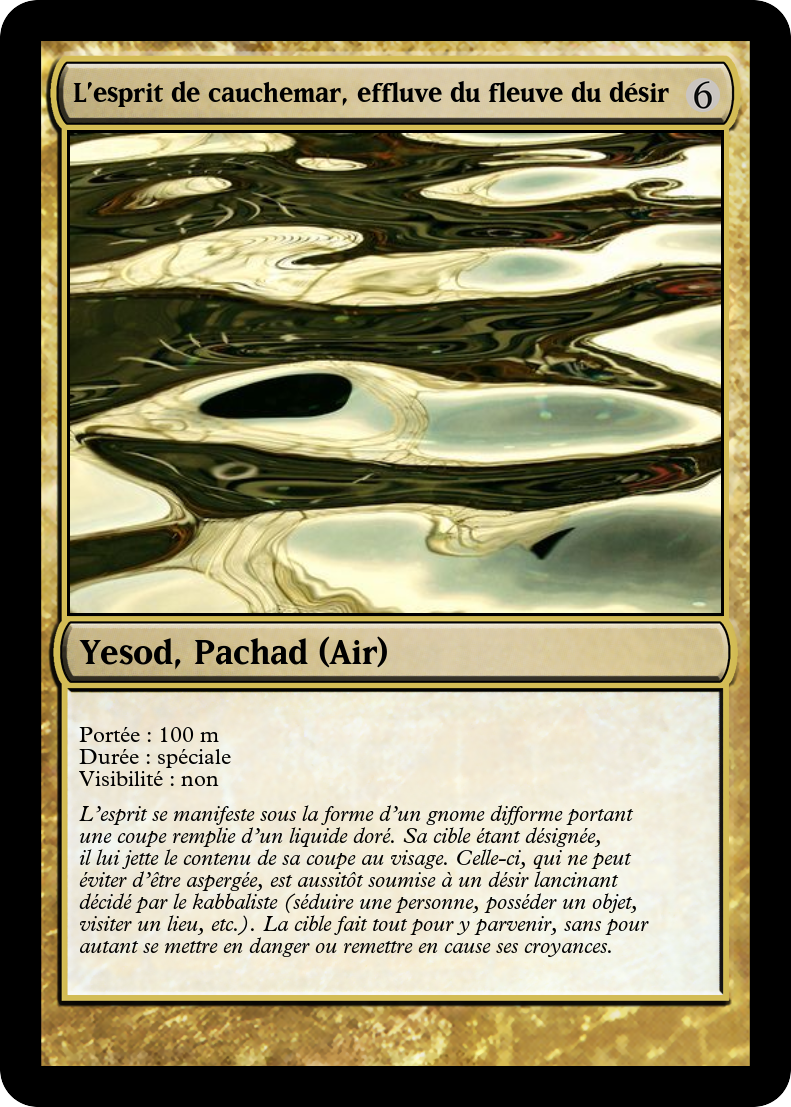 L'esprit de cauchemar, effluve du fleuve du désir 6
Yesod, Pachad (Air)
Portée : 100 m
Durée : spéciale
Visibilité : non
L'esprit se manifeste sous la forme d'un gnome difforme portant
une coupe remplie d'un liquide doré. Sa cible étant désignée,
il lui jette le contenu de sa coupe au visage. Celle-ci, qui ne peut
éviter d'être aspergée, est aussitôt soumise à un désir lancinant
décidé par le kabbaliste (séduire une personne, posséder un objet,
visiter un lieu, etc.). La cible fait tout pour y parvenir, sans pour
autant se mettre en danger ou remettre en cause ses croyances.